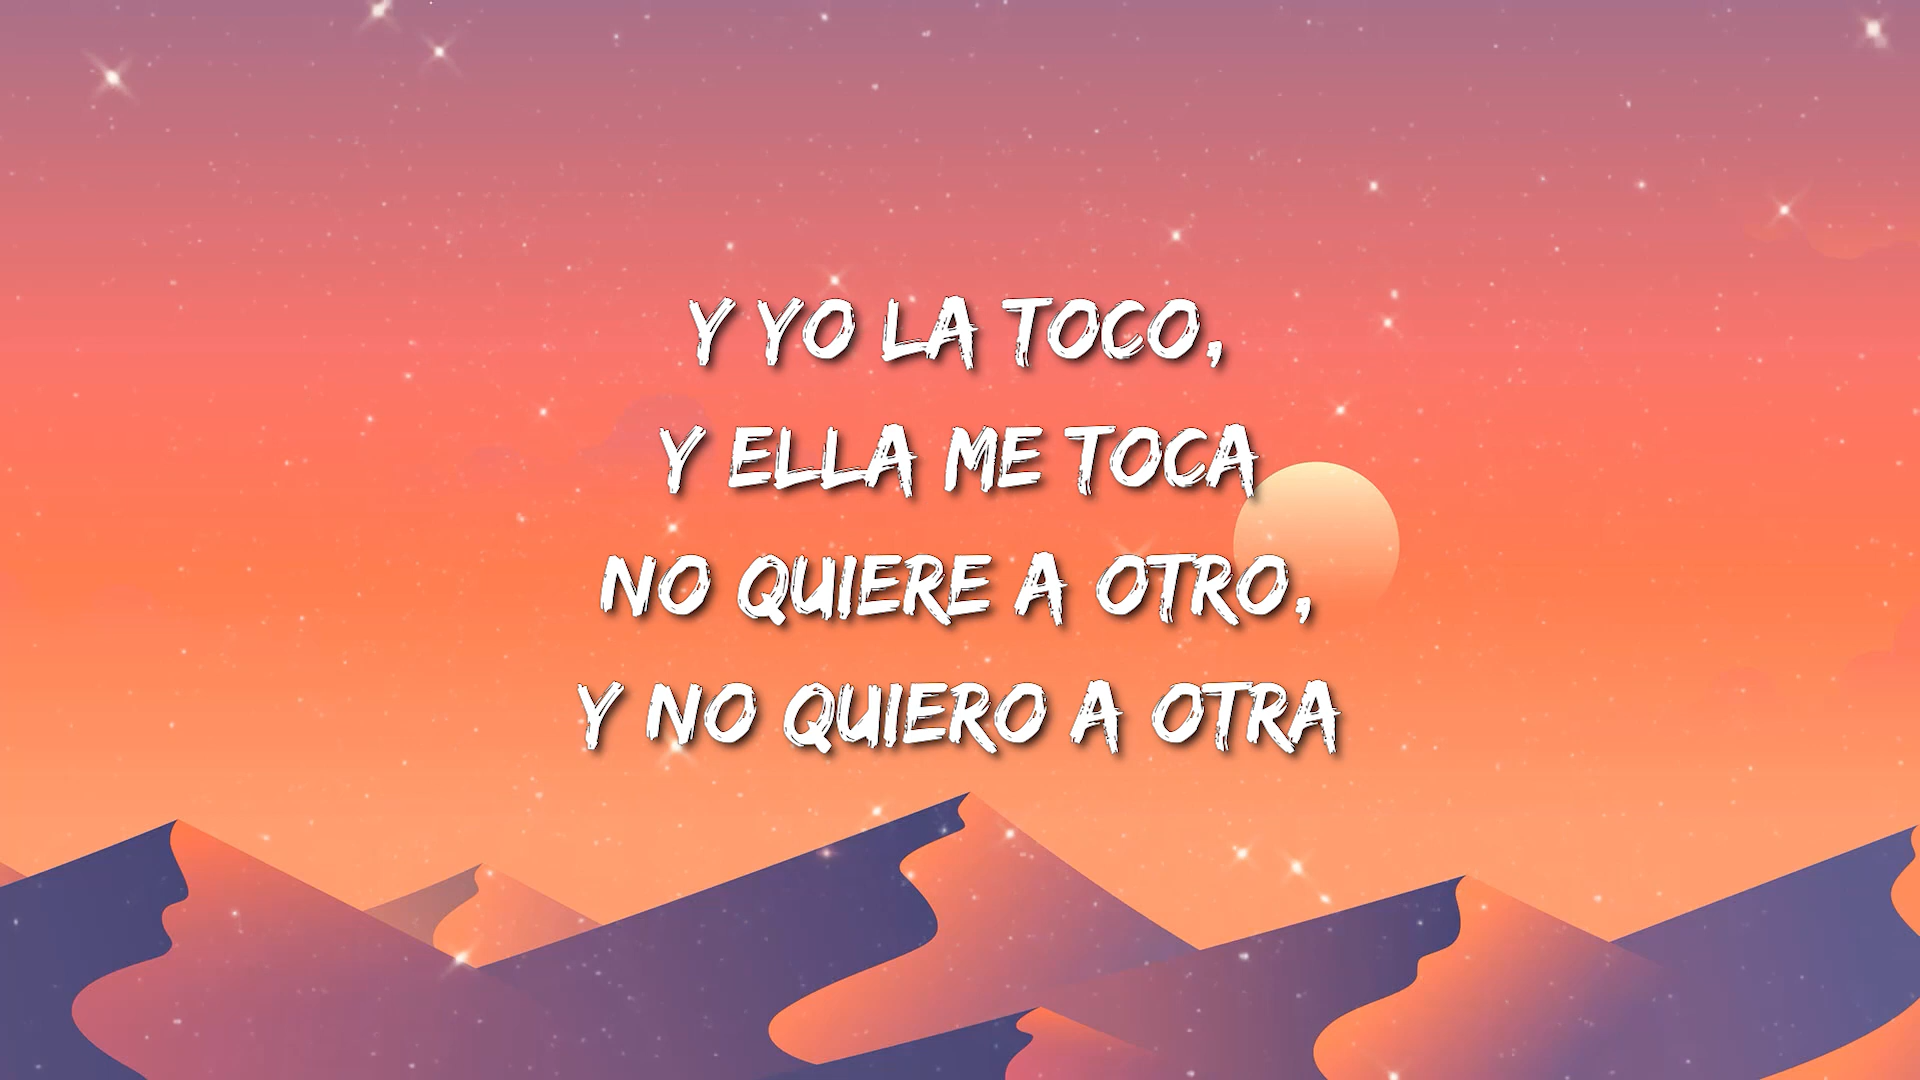 Y YO LA TOCO,
Y ELLA ME TOCA
NO QUIERE A OTRO,
Y NO QUIERO A OTRA